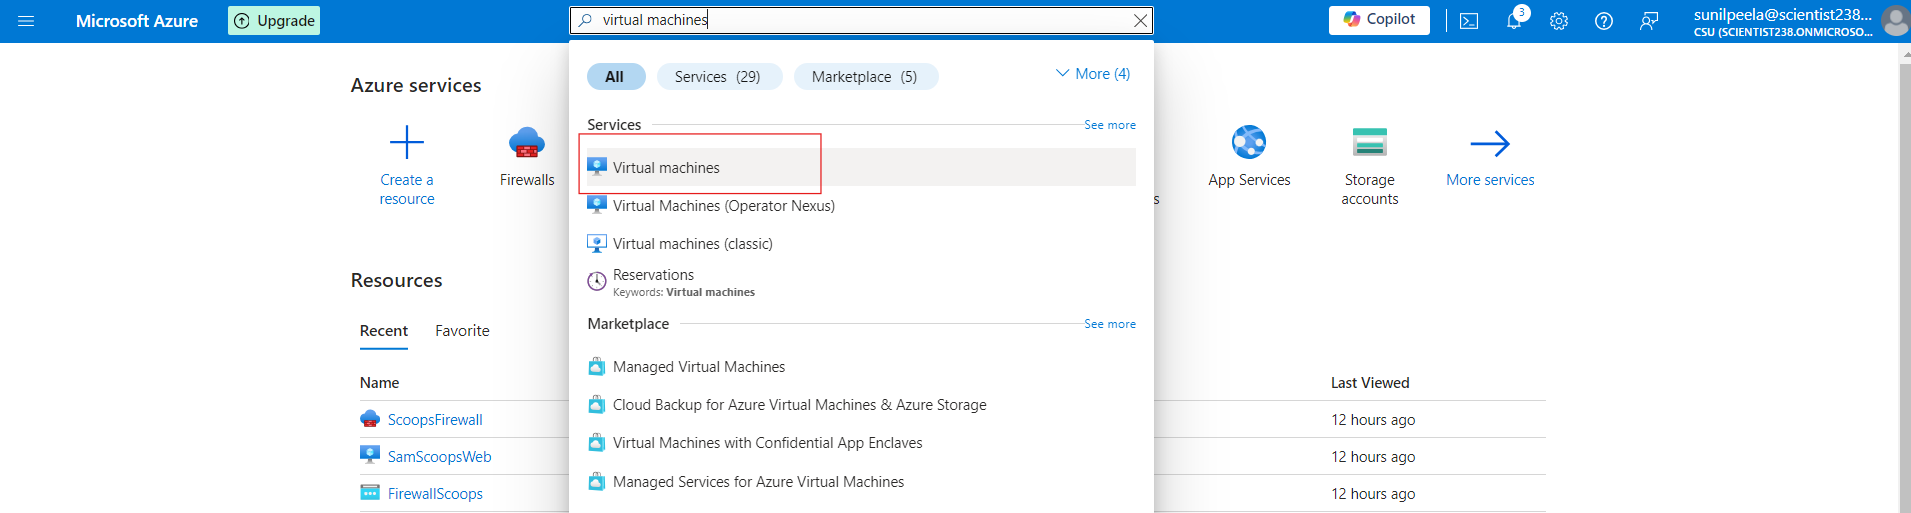 Microsoft Azure
Upgrade
virtual machines
Copilot
3
sunilpeela@scientist238...
CSU (SCIENTIST238.ONMICROSO...
All
Services (29)
Marketplace (5)
More (4)
Azure services
Services
See more
Create a
resource
Firewalls
Virtual machines
Virtual Machines (Operator Nexus)
Virtual machines (classic)
Reservations
Keywords: Virtual machines
s
App Services
Storage
accounts
More services
Resources
Recent
Favorite
Marketplace
See more
Managed Virtual Machines
Cloud Backup for Azure Virtual Machines & Azure Storage
Virtual Machines with Confidential App Enclaves
Managed Services for Azure Virtual Machines
Name
Last Viewed
ScoopsFirewall
12 hours ago
SamScoopsWeb
12 hours ago
FirewallScoops
12 hours ago